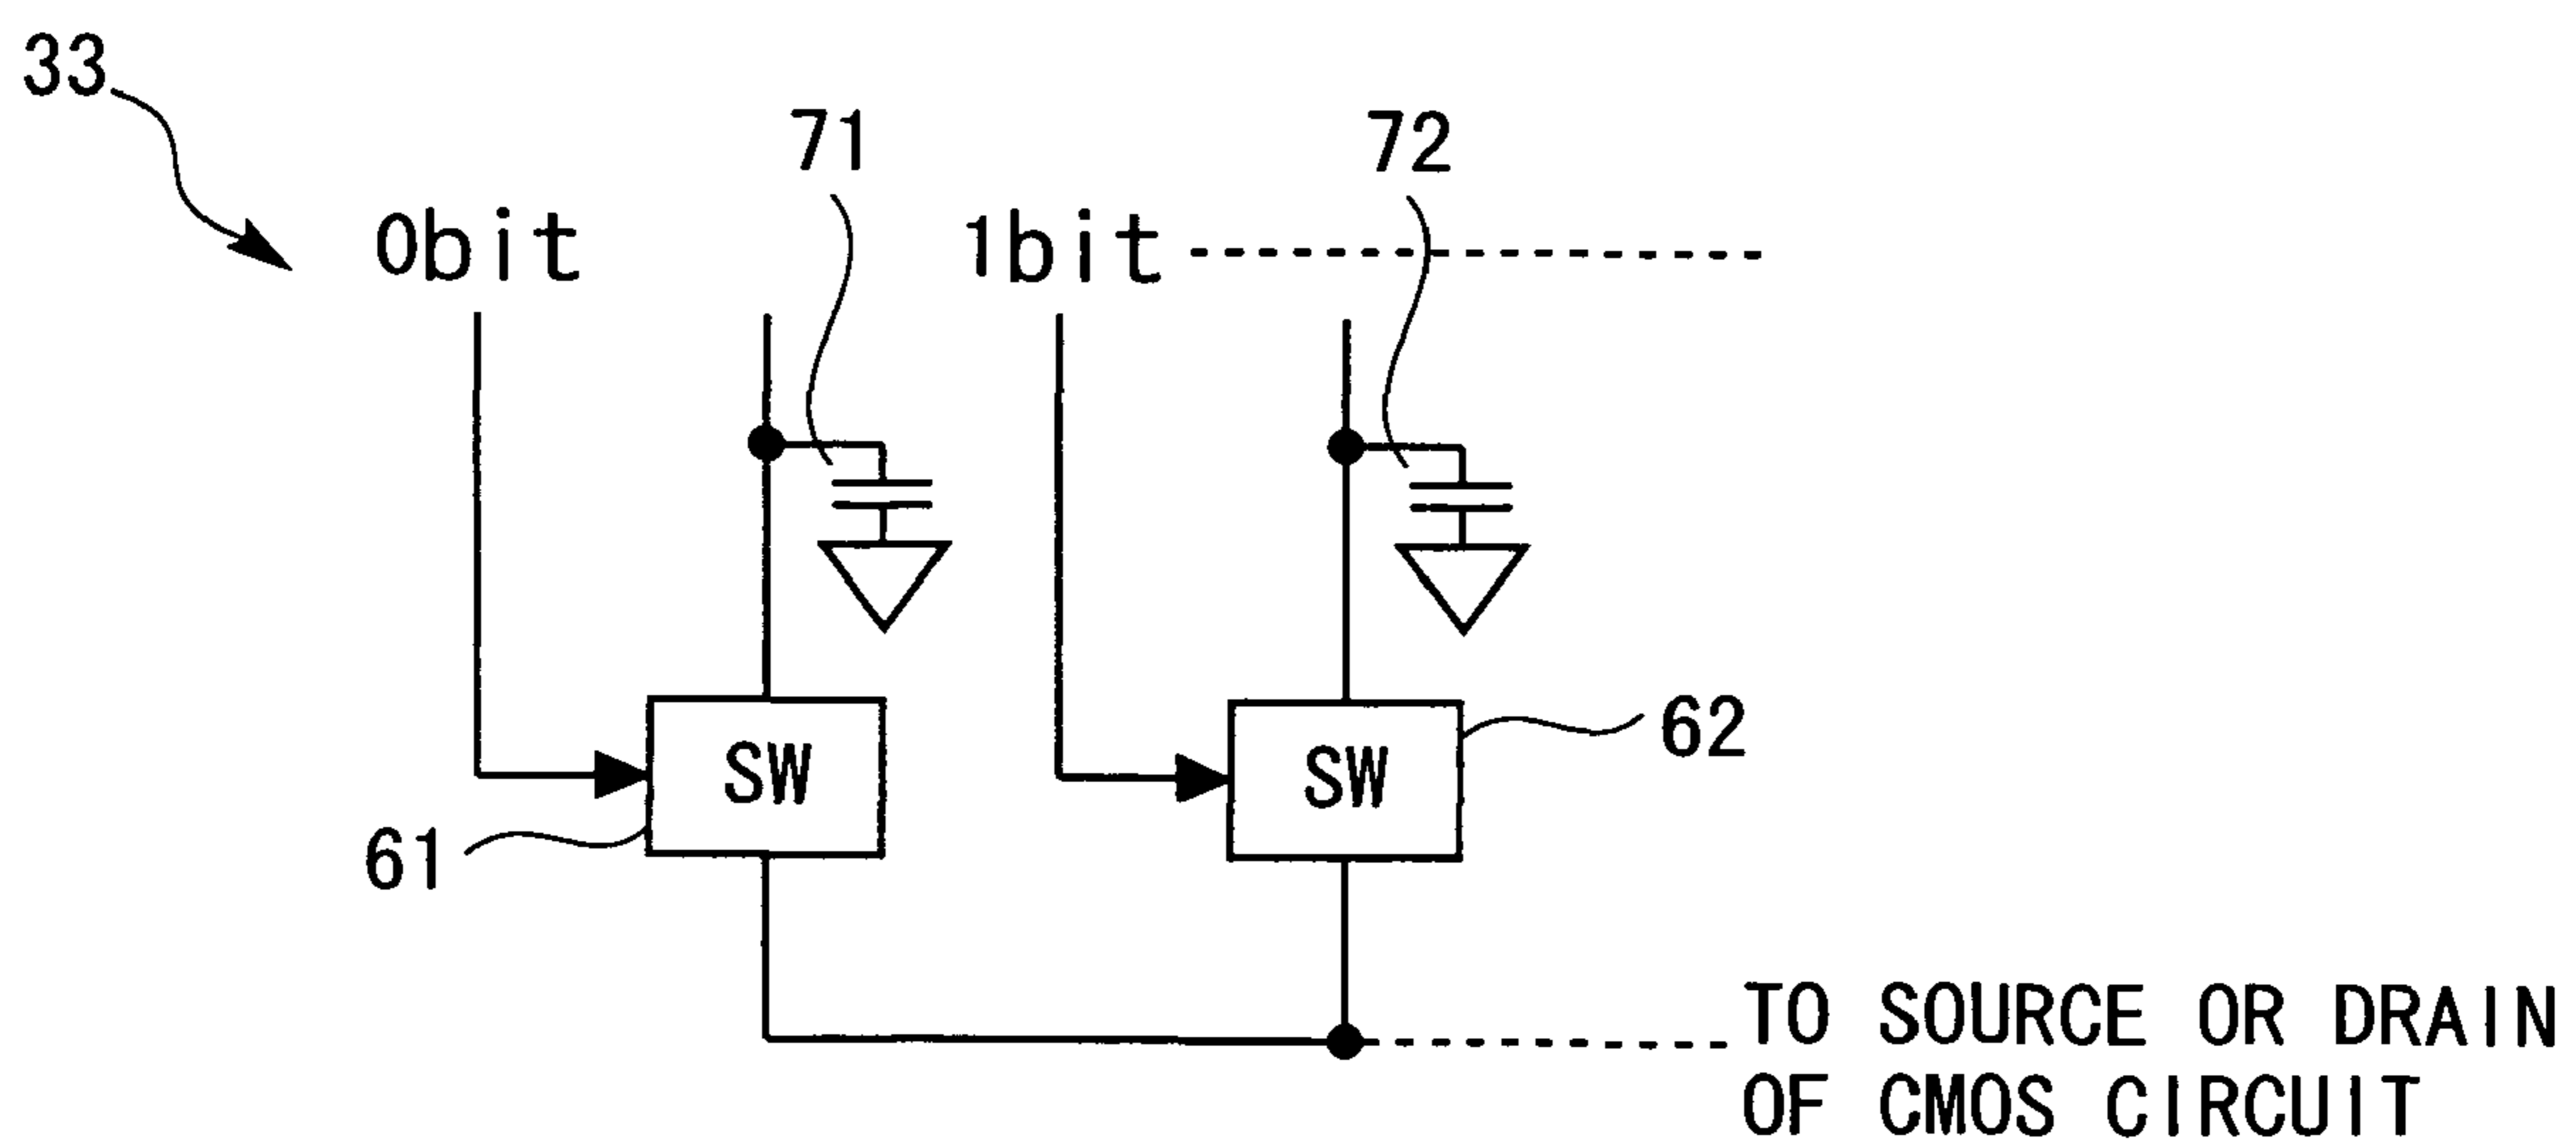 33
71
72
0bit
1bit
SW
SW
62
61
TO SOURCE OR DRAIN
OF CMOS CIRCUIT